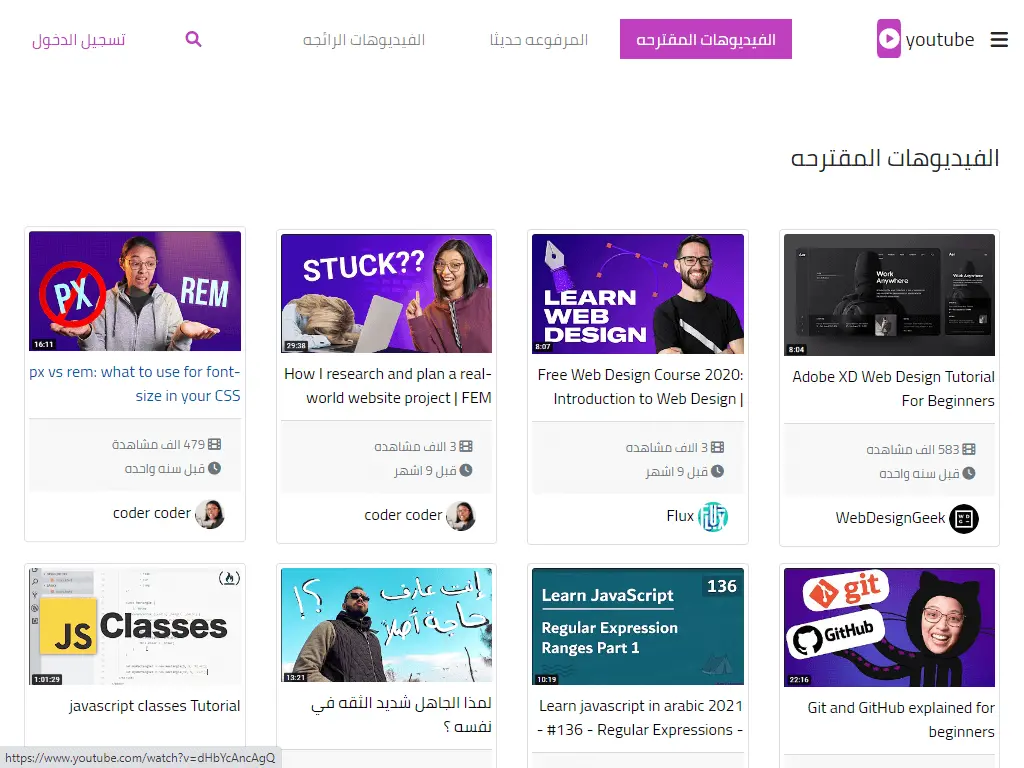 youtube
الفيديوهات المقترحه
المرفوعه حديثا
الفيديوهات الرائجه
تسجيل الدخول
الفيديوهات المقترحه
Work
Anywhere
Work Anywhere
8:04
Adobe XD Web Design Tutorial
For Beginners
583 الف مشاهده
قبل سنه واحده
WebDesignGeek
LEARN
WEB
DESIGN
8:07
Free Web Design Course 2020:
Introduction to Web Design |
3 الاف مشاهده
قبل 9 اشهر
Flux
STUCK??
29:38
How I research and plan a real-
world website project | FEM
3 الاف مشاهده
قبل 9 اشهر
coder coder
PX
REM
16:11
px vs rem: what to use for font-
size in your CSS
479 الف مشاهدة
قبل سنه واحده
coder coder
git
GitHub
22:16
Git and GitHub explained for
beginners
136
Learn JavaScript
Regular Expression
Ranges Part 1
10:19
Learn javascript in arabic 2021
- #136 - Regular Expressions -
إنت عارف
حاجة أصلا
؟!
13:21
لمذا الجاهل شديد الثقه في
نفسه ؟
JS
Classes
1:01:29
javascript classes Tutorial
https://www.youtube.com/watch?v=dHbYcAncAgQ